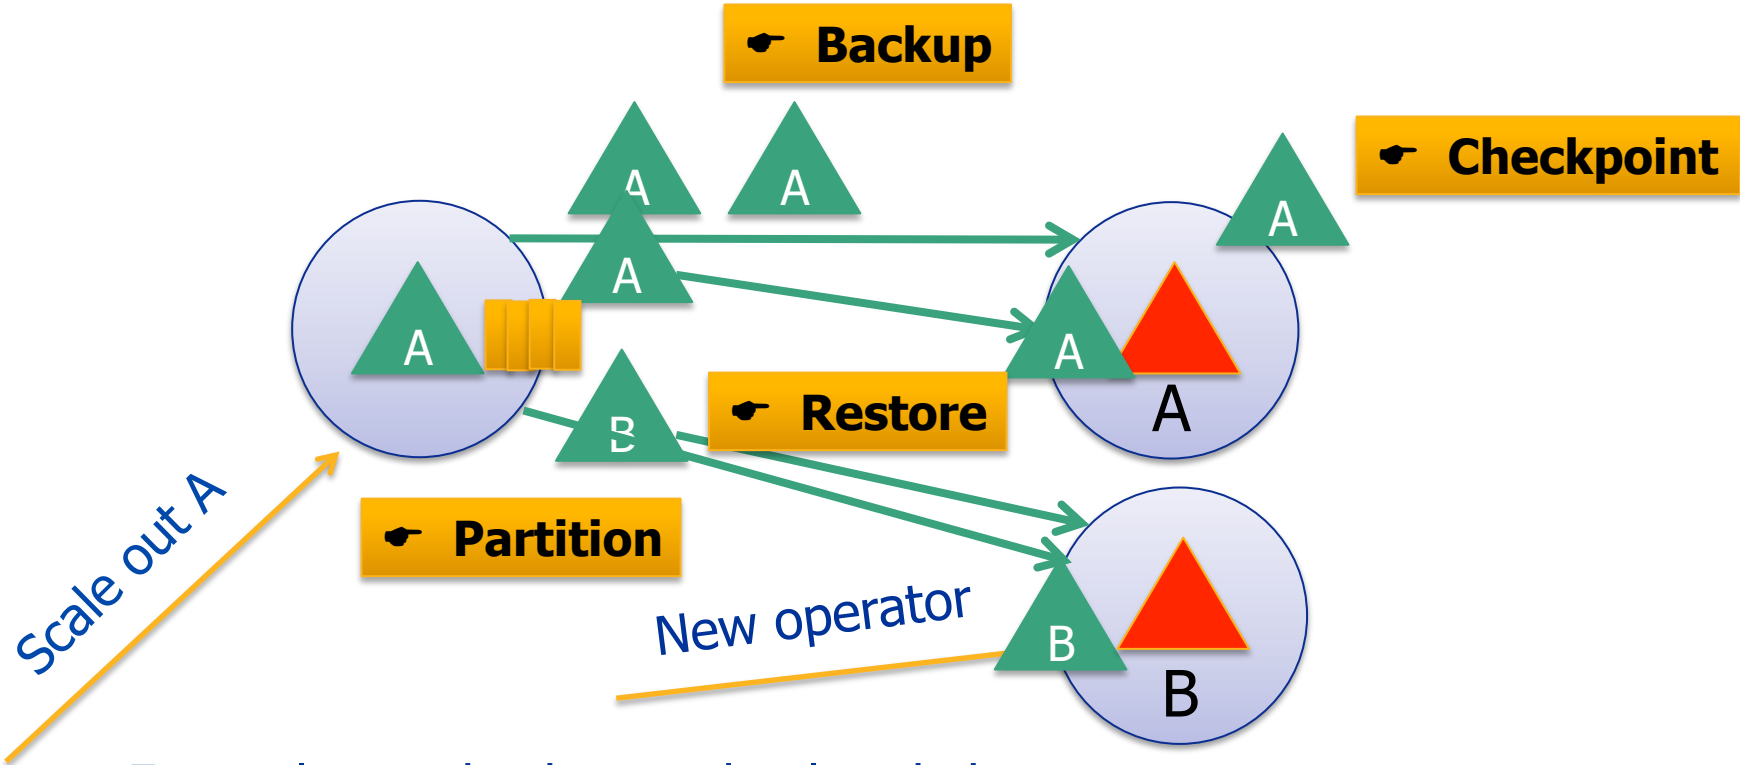 ☛ Backup
☛ Checkpoint
A
A
A
A
A
A
A
☛ Restore
B
☛ Partition
Scale out A
New operator
B
B